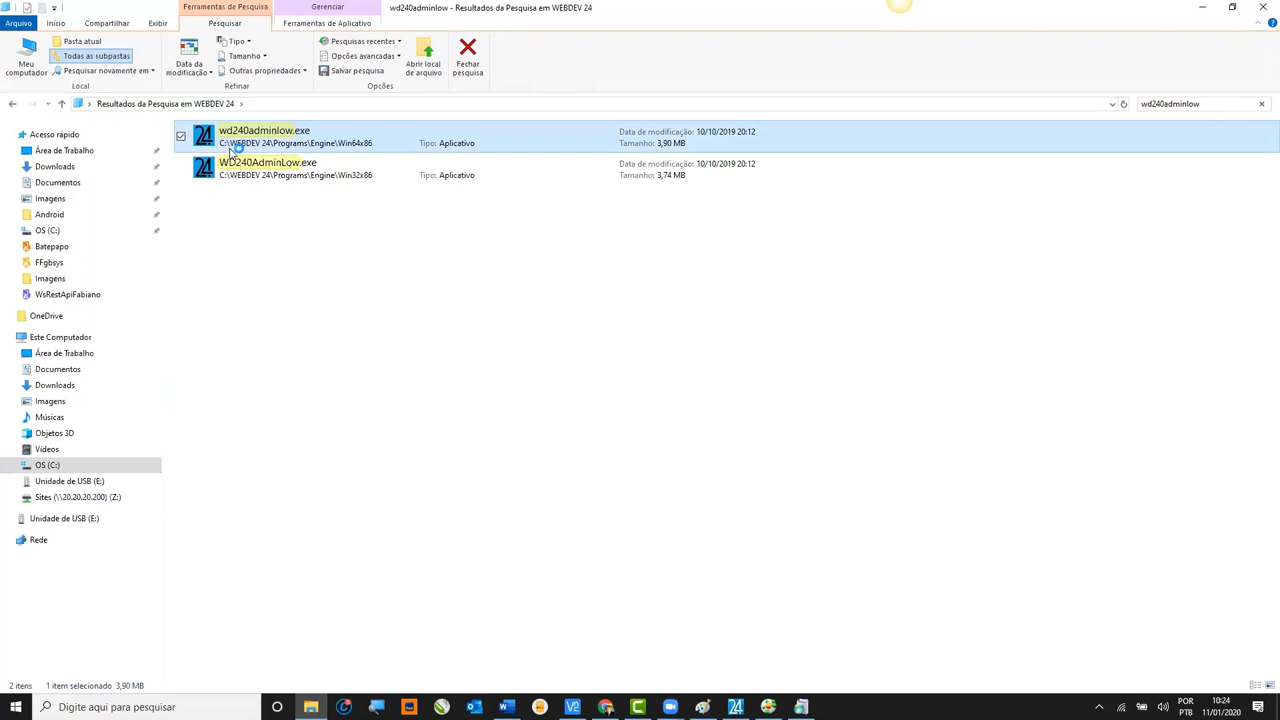 Ferramentas de Pesquisa
Gerenciar
wd240adminlow - Resultados da Pesquisa em WEBDEV 24
Arquivo
Início
Compartilhar
Exibir
Pesquisar
Ferramentas de Aplicativo
Meu computador
Pasta atual
Todas as subpastas
Pesquisar novamente em
Local
Data da modificação
Tipo
Tamanho
Outras propriedades
Refinar
Pesquisas recentes
Opções avançadas
Salvar pesquisa
Abrir local de arquivo
Opções
Fechar pesquisa
Resultados da Pesquisa em WEBDEV 24
wd240adminlow
Acesso rápido
Área de Trabalho
Downloads
Documentos
Imagens
Android
OS (C:)
Batepapo
FFgbsys
Imagens
WsRestApiFabiano
OneDrive
Este Computador
Área de Trabalho
Documentos
Downloads
Imagens
Músicas
Objetos 3D
Vídeos
OS (C:)
Unidade de USB (E:)
Sites (\\20.20.20.200) (Z:)
Unidade de USB (E:)
Rede
24 wd240adminlow.exe
C:\WEBDEV 24\Programs\Engine\Win64x86
Tipo: Aplicativo
Data de modificação: 10/10/2019 20:12
Tamanho: 3,90 MB
24 WD240AdminLow.exe
C:\WEBDEV 24\Programs\Engine\Win32x86
Tipo: Aplicativo
Data de modificação: 10/10/2019 20:12
Tamanho: 3,74 MB
2 itens 1 item selecionado 3,90 MB
Digite aqui para pesquisar
24
POR
PTB
10:24
11/01/2020